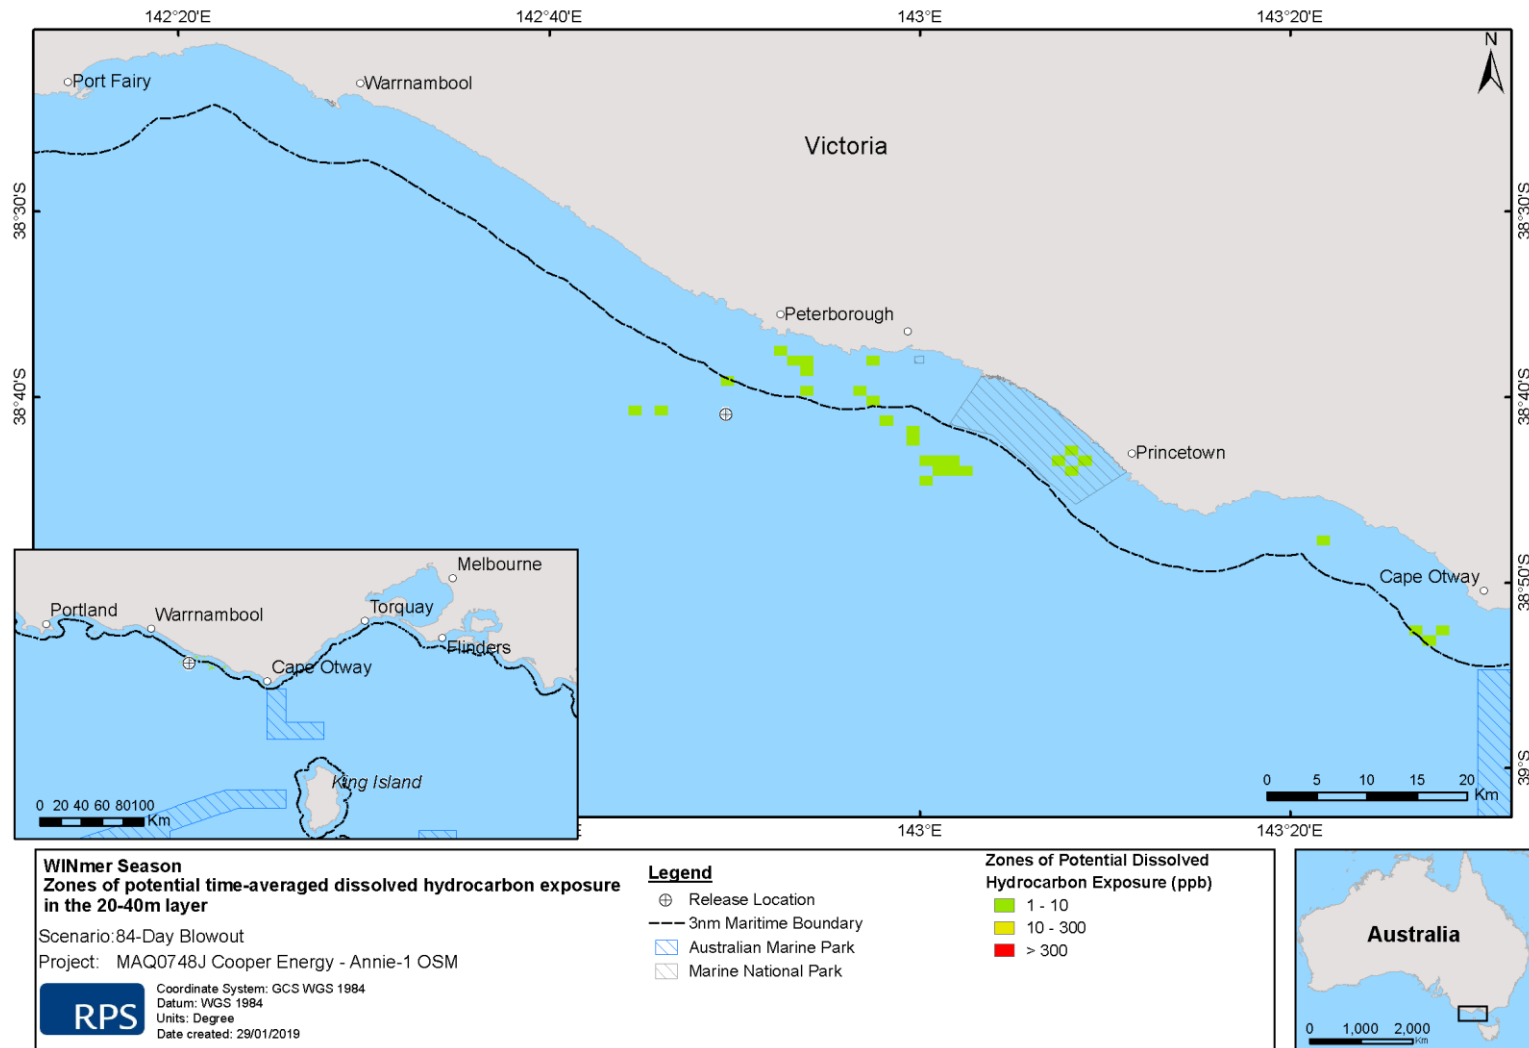 142°20'E 142°40'E 143°E 143°20'E
N
Port Fairy
Warrnambool
Victoria
38°30'S 38°30'S
Peterborough
38°40'S 38°40'S
Princetown
Cape Otway
38°50'S
39°S
0 5 10 15 20
Km
143°E 143°20'E
Melbourne
Portland
Warrnambool
Torquay
Flinders
Cape Otway
King Island
0 20 40 60 80100
Km
WINmer Season
Zones of potential time-averaged dissolved hydrocarbon exposure
in the 20-40m layer
Scenario: 84-Day Blowout
Project: MAQ0748J Cooper Energy - Annie-1 OSM
RPS
Coordinate System: GCS WGS 1984
Datum: WGS 1984
Units: Degree
Date created: 29/01/2019
Legend
Release Location
3nm Maritime Boundary
Australian Marine Park
Marine National Park
Zones of Potential Dissolved
Hydrocarbon Exposure (ppb)
1 - 10
10 - 300
> 300
Australia
0 1,000 2,000
Km